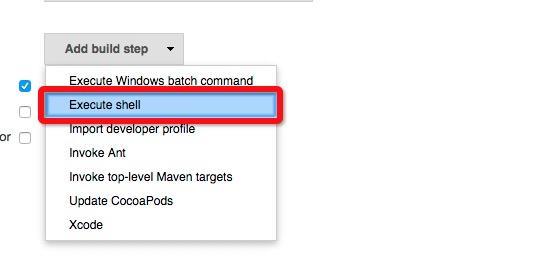 Add build step
Execute Windows batch command
Execute shell
Import developer profile
or
Invoke Ant
Invoke top-level Maven targets
Update CocoaPods
Xcode